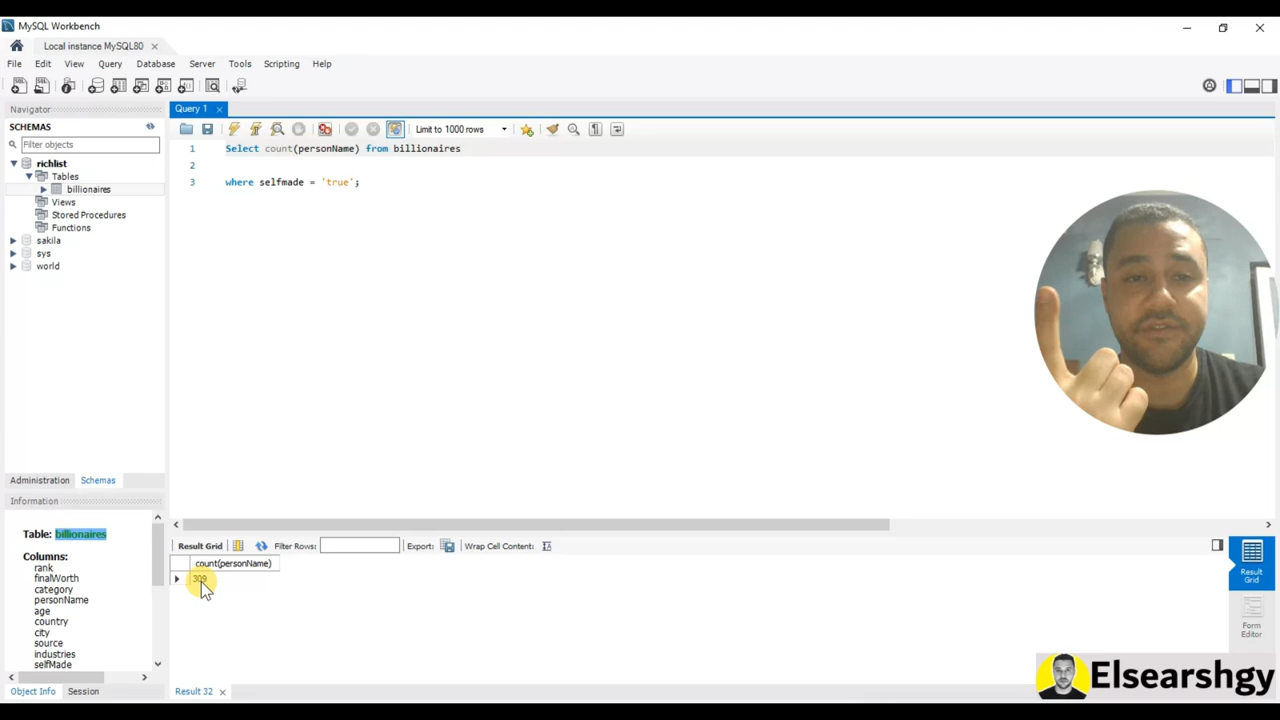 MySQL Workbench
Local instance MySQL80
File Edit View Query Database Server Tools Scripting Help
Navigator
Query 1
SCHEMAS
Limit to 1000 rows
Filter objects
1 Select count(personName) from billionaires
richlist
2
Tables
3 where selfmade = 'true';
billionaires
Views
Stored Procedures
Functions
sakila
sys
world
Administration Schemas
Information
Table: billionaires
Columns:
rank
finalWorth
category
personName
age
country
city
source
industries
selfMade
Object Info Session
Result Grid Filter Rows: Export: Wrap Cell Content:
count(personName)
309
Result Grid
Form Editor
Result 32
Elsearshgy